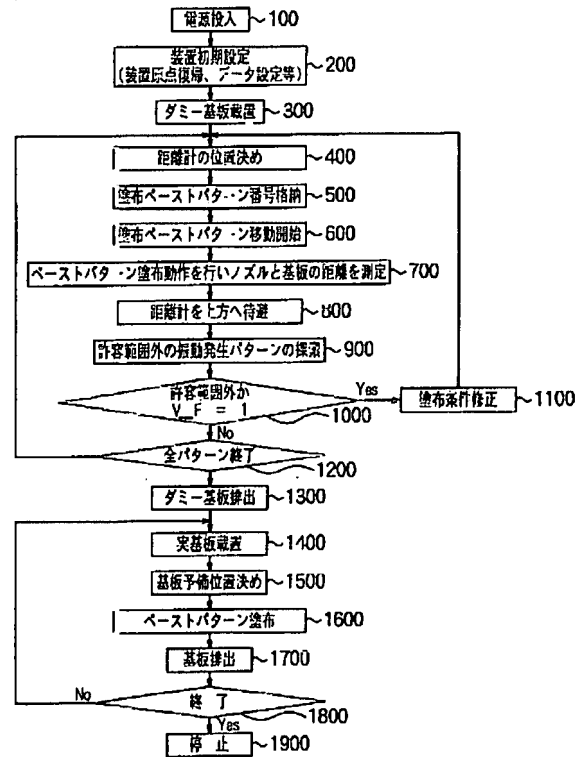 電源投入 100
装置初期設定
(装置原点復帰、データ設定等) 200
ダミー基板載置 300
距離計の位置決め 400
塗布ペーストパターン番号格納 500
塗布ペーストパターン移動開始 600
ペーストパターン塗布動作を行いノズルと基板の距離を測定 700
距離計を上方へ待避 800
許容範囲外の振動発生パターンの探索 900
許容範囲外か
V_F = 1 1000
Yes
塗布条件修正 1100
No
全パターン終了 1200
ダミー基板排出 1300
実基板載置 1400
基板予備位置決め 1500
ペーストパターン塗布 1600
基板排出 1700
No
終了 1800
Yes
停止 1900